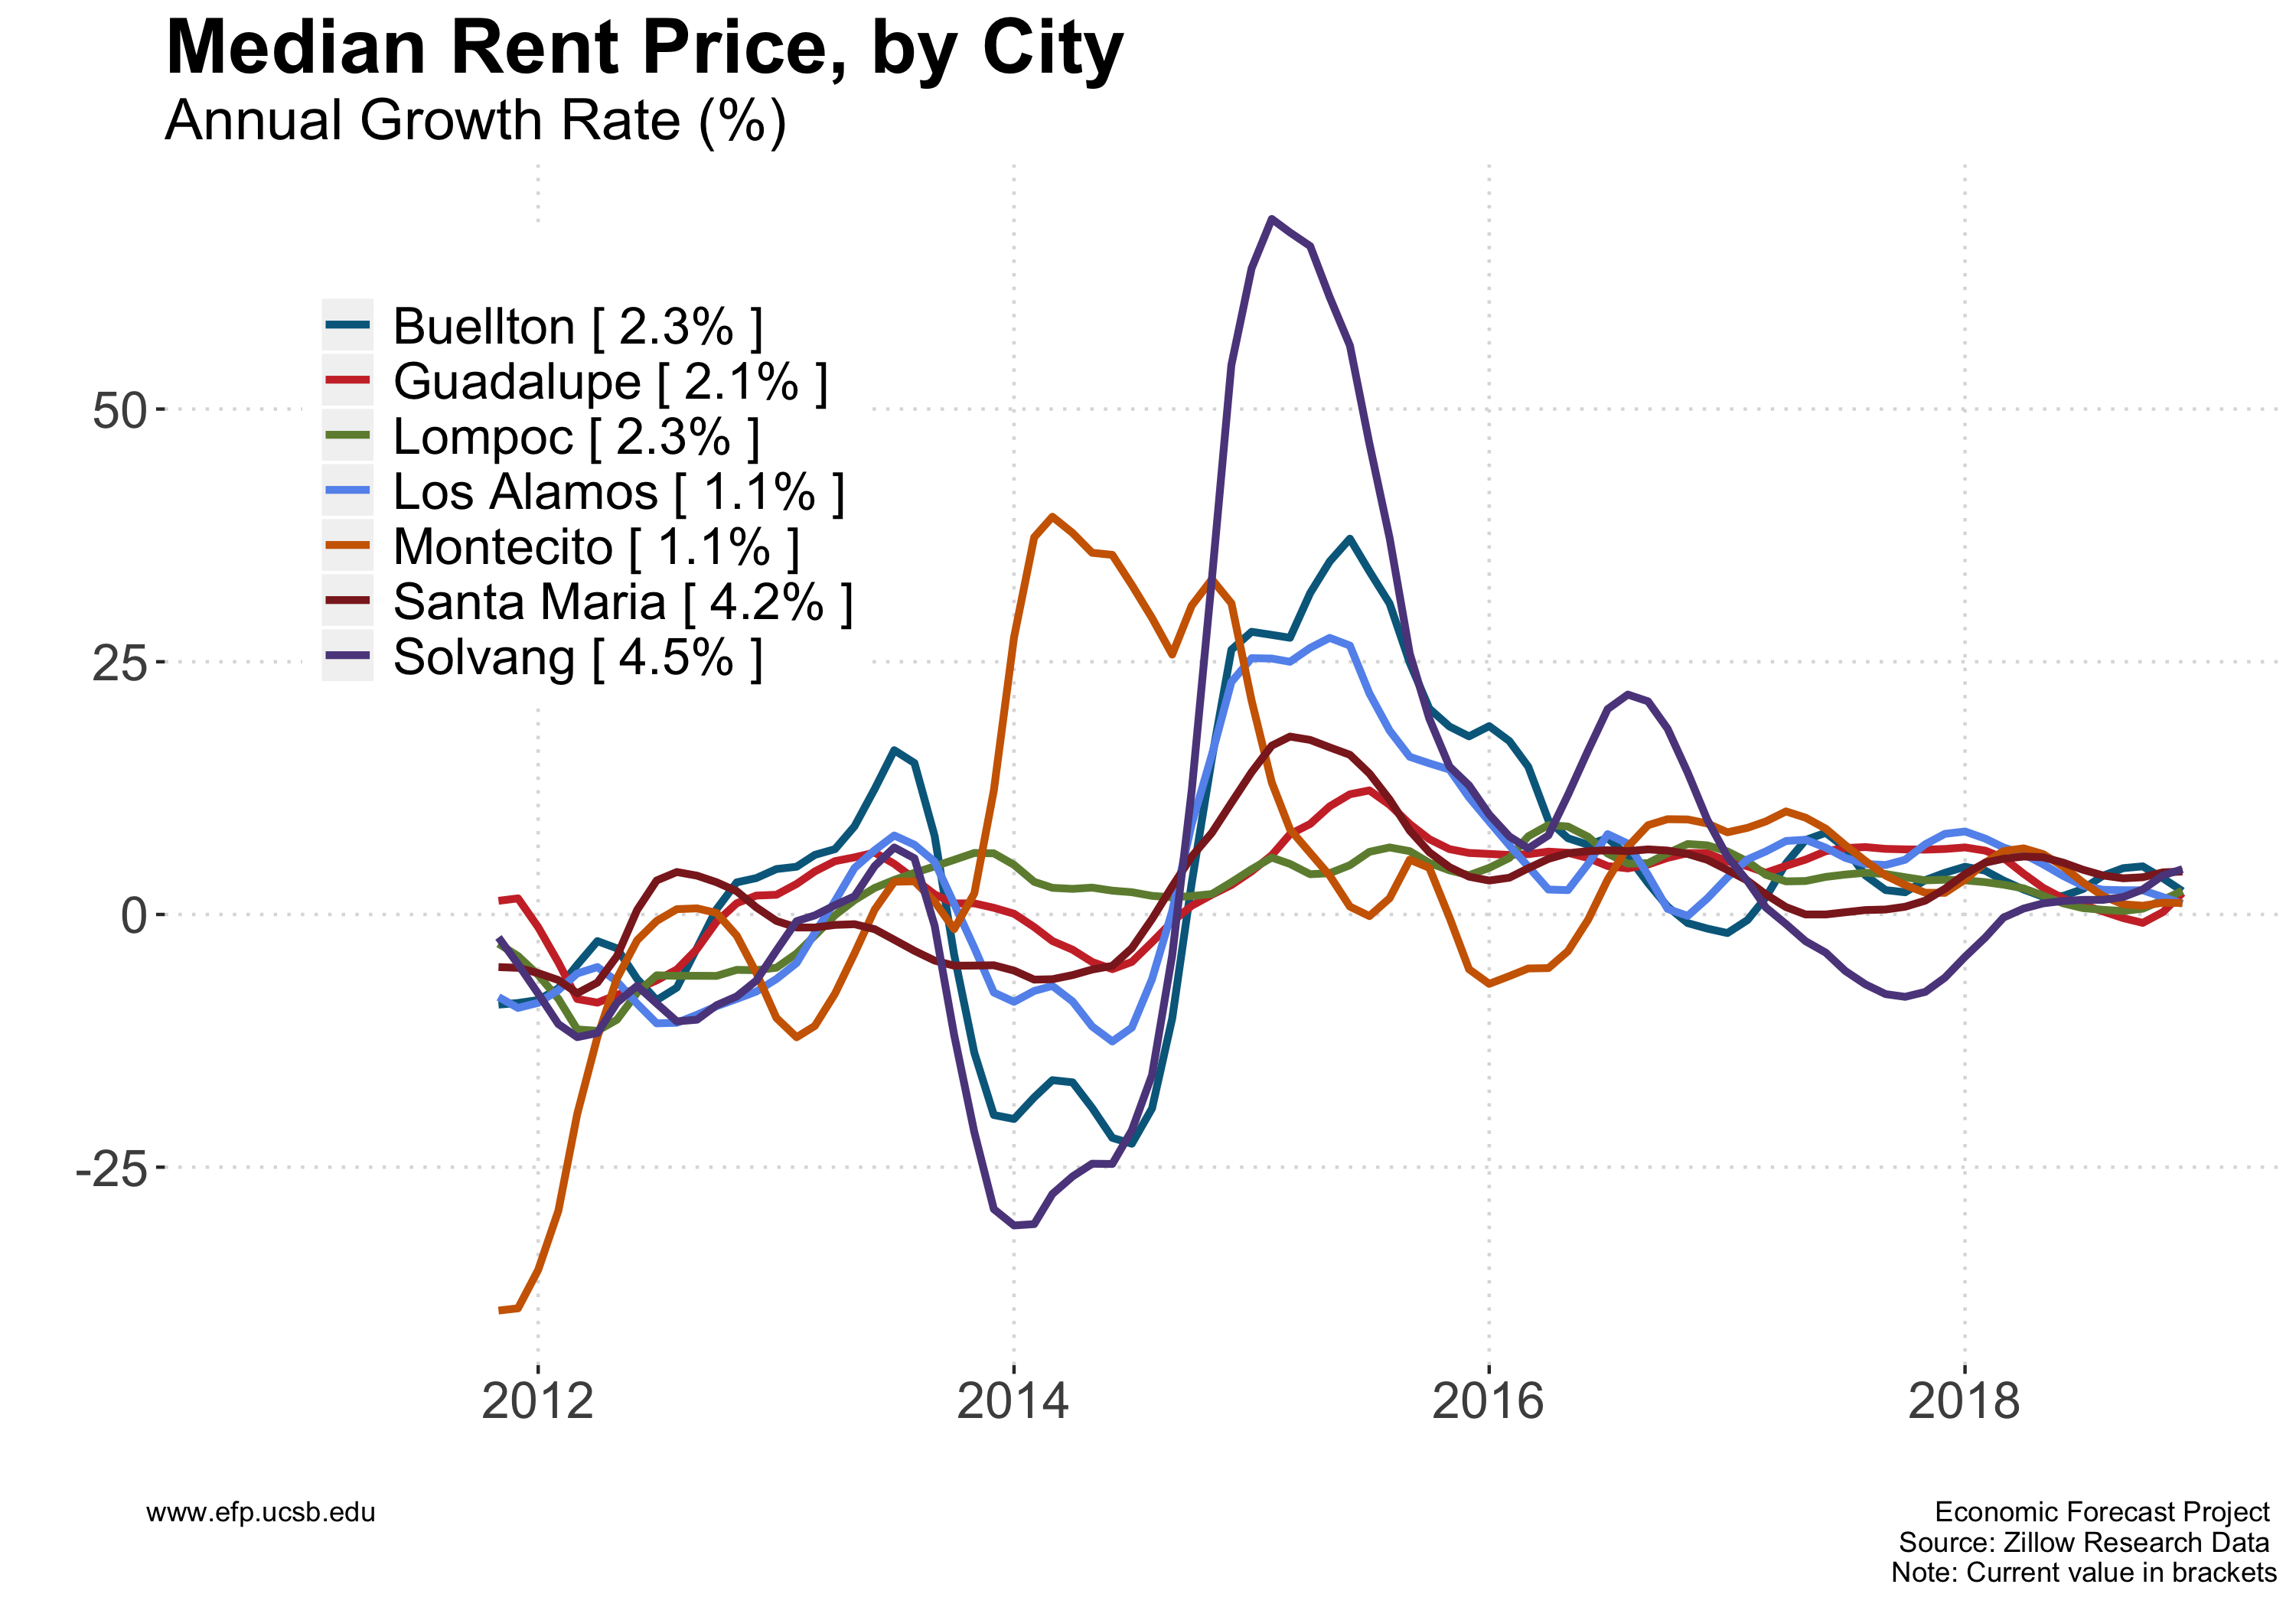 Median Rent Price, by City
Annual Growth Rate (%)
Buellton [ 2.3% ]
Guadalupe [ 2.1% ]
Lompoc [ 2.3% ]
Los Alamos [ 1.1% ]
Montecito [ 1.1% ]
Santa Maria [ 4.2% ]
Solvang [ 4.5% ]
50
25
0
-25
2012 2014 2016 2018
www.efp.ucsb.edu
Economic Forecast Project
Source: Zillow Research Data
Note: Current value in brackets